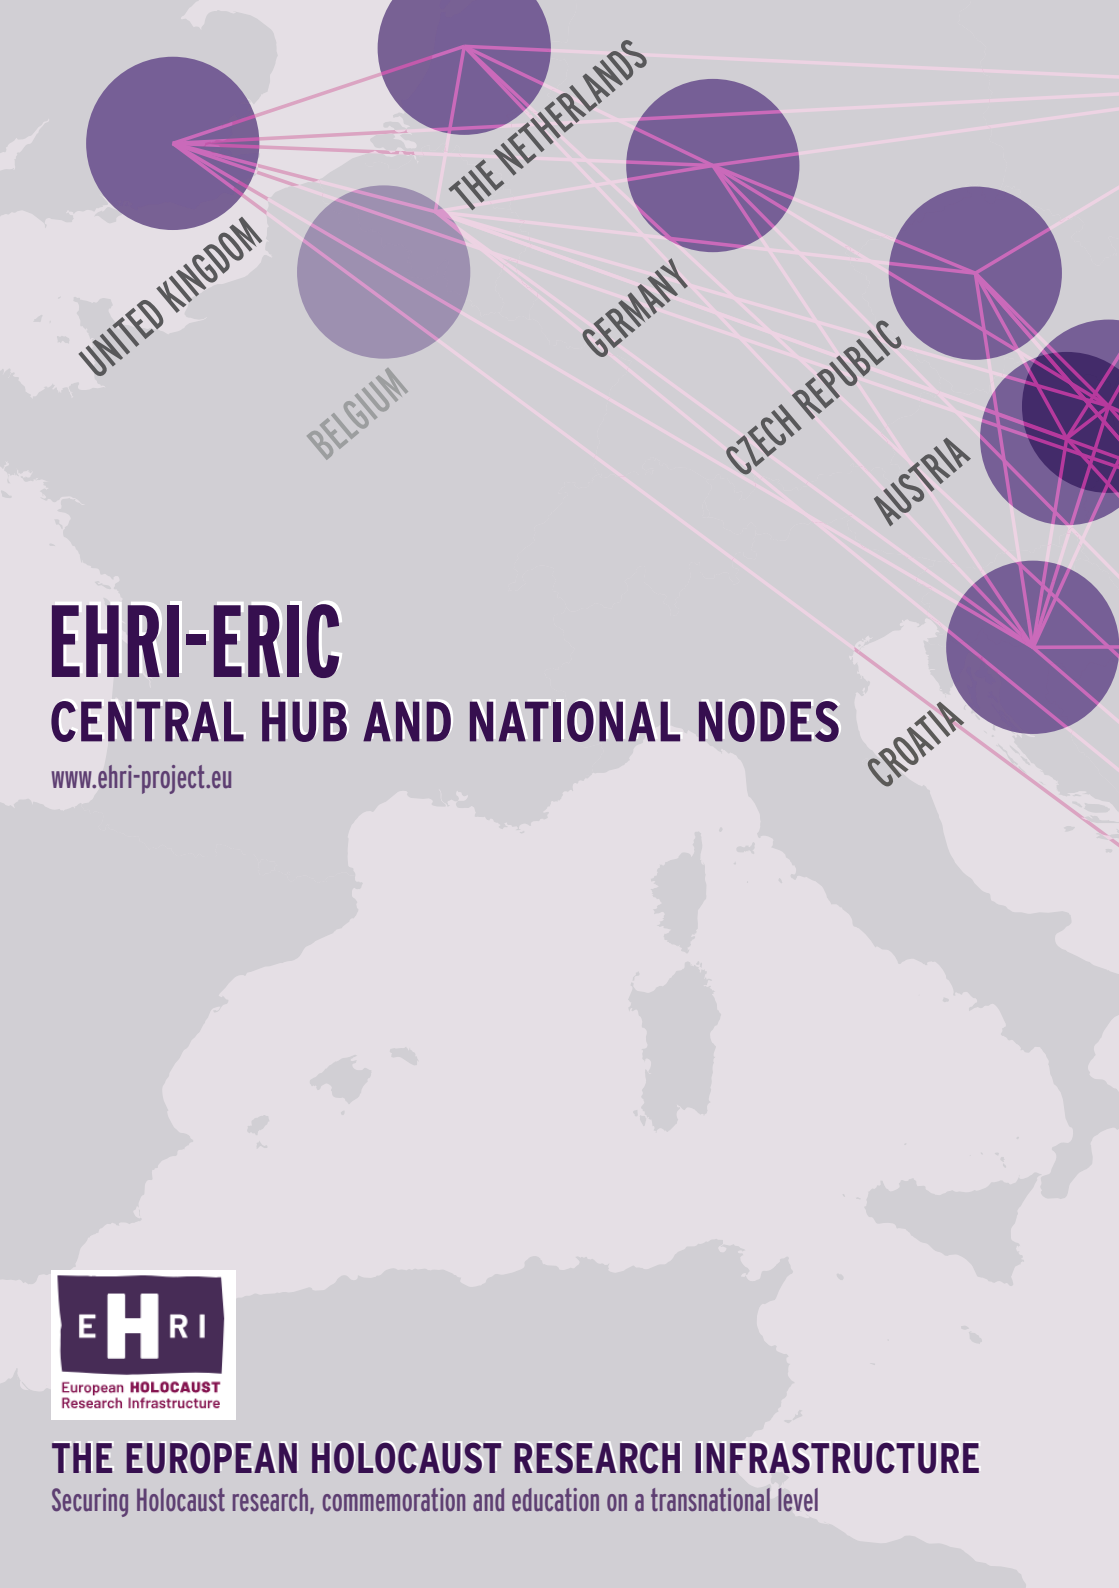 THE NETHERLANDS
UNITED KINGDOM
GERMANY
BELGIUM
CZECH REPUBLIC
AUSTRIA
CROATIA
EHRI-ERIC
CENTRAL HUB AND NATIONAL NODES
www.ehri-project.eu
EHRI
European HOLOCAUST
Research Infrastructure
THE EUROPEAN HOLOCAUST RESEARCH INFRASTRUCTURE
Securing Holocaust research, commemoration and education on a transnational level